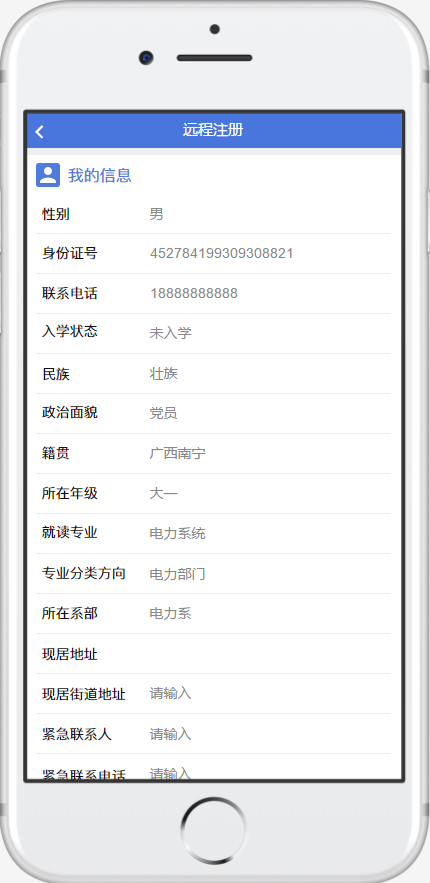 远程注册
我的信息
性别 男
身份证号 452784199309308821
联系电话 18888888888
入学状态 未入学
民族 壮族
政治面貌 党员
籍贯 广西南宁
所在年级 大一
就读专业 电力系统
专业分类方向 电力部门
所在系部 电力系
现居地址
现居街道地址 请输入
紧急联系人 请输入
紧急联系电话 请输入